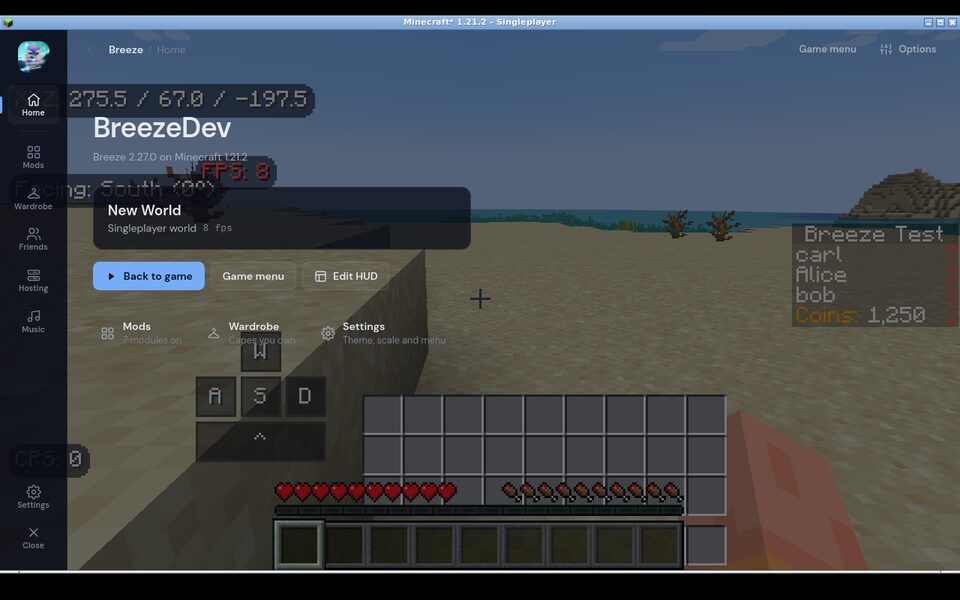 Minecraft* 1.21.2 - Singleplayer
Breeze / Home
Game menu
Options
275.5 / 67.0 / -197.5
Home
BreezeDev
Breeze 2.27.0 on Minecraft 1.21.2
FPS: 8
Mods
Facing: South (0°)
Wardrobe
New World
Singleplayer world 8 fps
Friends
Breeze Test
carl
Alice
bob
Coins: 1,250
Back to game
Game menu
Edit HUD
Hosting
Music
Mods
7 modules on
Wardrobe
Capes you own
Settings
Theme, scale and menu
W
A
S
D
^
CPS: 0
Settings
Close